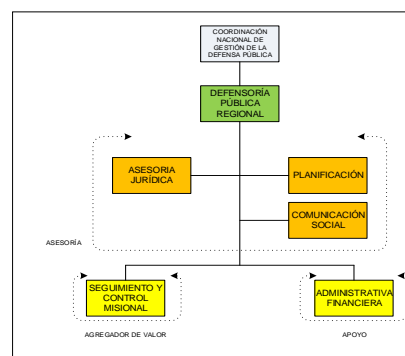 COORDINACIÓN
NACIONAL DE
GESTIÓN DE LA
DEFENSA PÚBLICA
DEFENSORÍA
PÚBLICA
REGIONAL
ASESORIA
JURÍDICA
PLANIFICACIÓN
COMUNICACIÓN
SOCIAL
ASESORÍA
SEGUIMIENTO Y
CONTROL
MISIONAL
ADMINISTRATIVA
FINANCIERA
AGREGADOR DE VALOR
APOYO